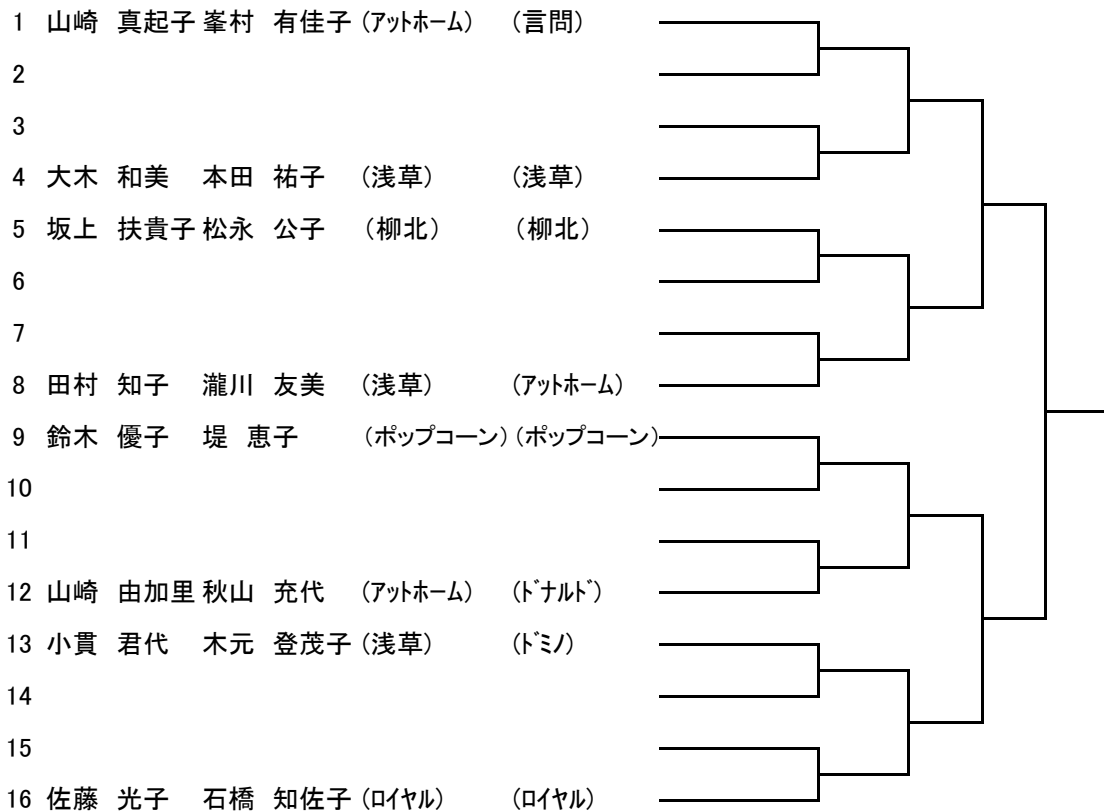 1 山崎 真起子 峯村 有佳子 (アットホーム) (言問)
2
3
4 大木 和美 本田 祐子 (浅草) (浅草)
5 坂上 扶貴子 松永 公子 (柳北) (柳北)
6
7
8 田村 知子 瀧川 友美 (浅草) (アットホーム)
9 鈴木 優子 堤 恵子 (ポップコーン) (ポップコーン)
10
11
12 山崎 由加里 秋山 充代 (アットホーム) (ドナルド)
13 小貫 君代 木元 登茂子 (浅草) (ドミノ)
14
15
16 佐藤 光子 石橋 知佐子 (ロイヤル) (ロイヤル)